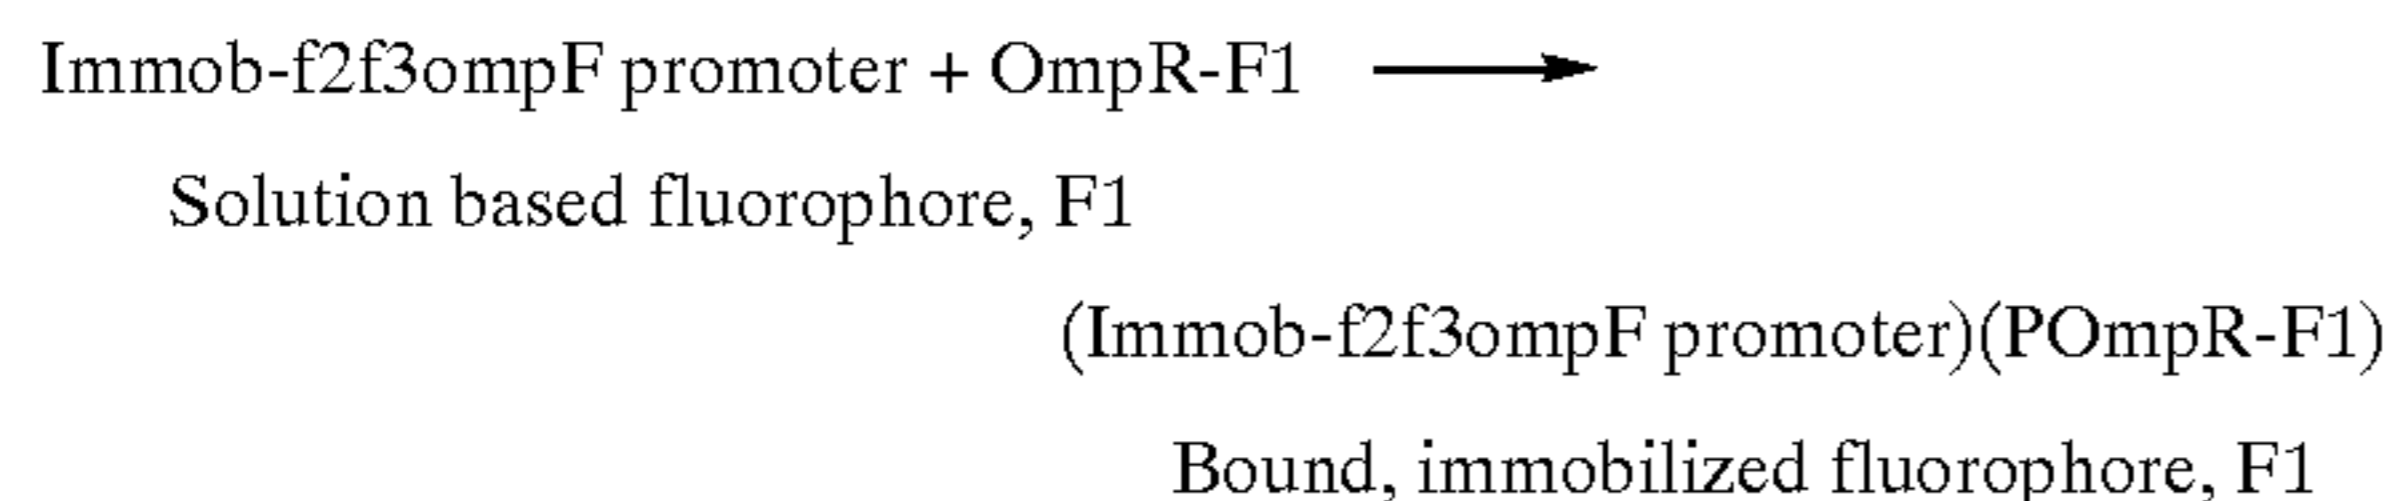 Immob-f2f3ompF promoter + OmpR-F1 ⟶
Solution based fluorophore, F1
(Immob-f2f3ompF promoter)(POmpR-F1)
Bound, immobilized fluorophore, F1